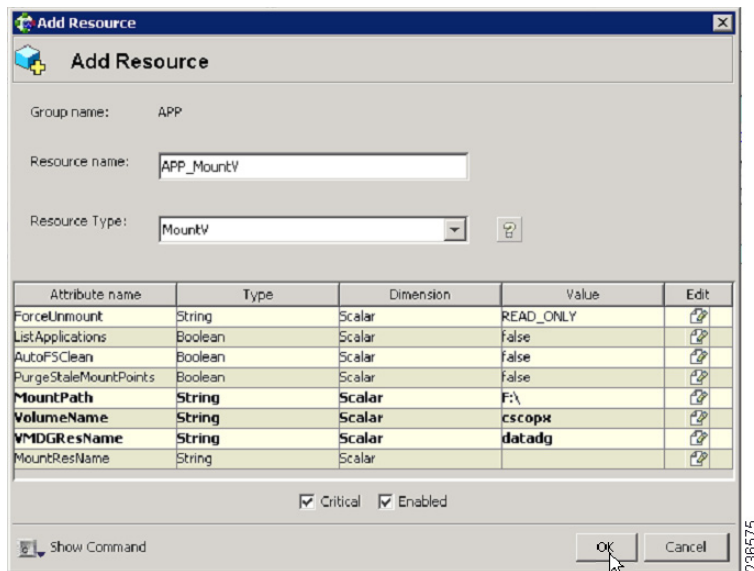 Add Resource
Add Resource
Group name: APP
Resource name: APP_MountV
Resource Type: MountV
Attribute name Type Dimension Value Edit
ForceUnmount String Scalar READ_ONLY
ListApplications Boolean Scalar false
AutoFSClean Boolean Scalar false
PurgeStaleMountPoints Boolean Scalar false
MountPath String Scalar F:\
VolumeName String Scalar cscopx
VMDGResName String Scalar datadg
MountResName String Scalar
Critical Enabled
Show Command OK Cancel
236575